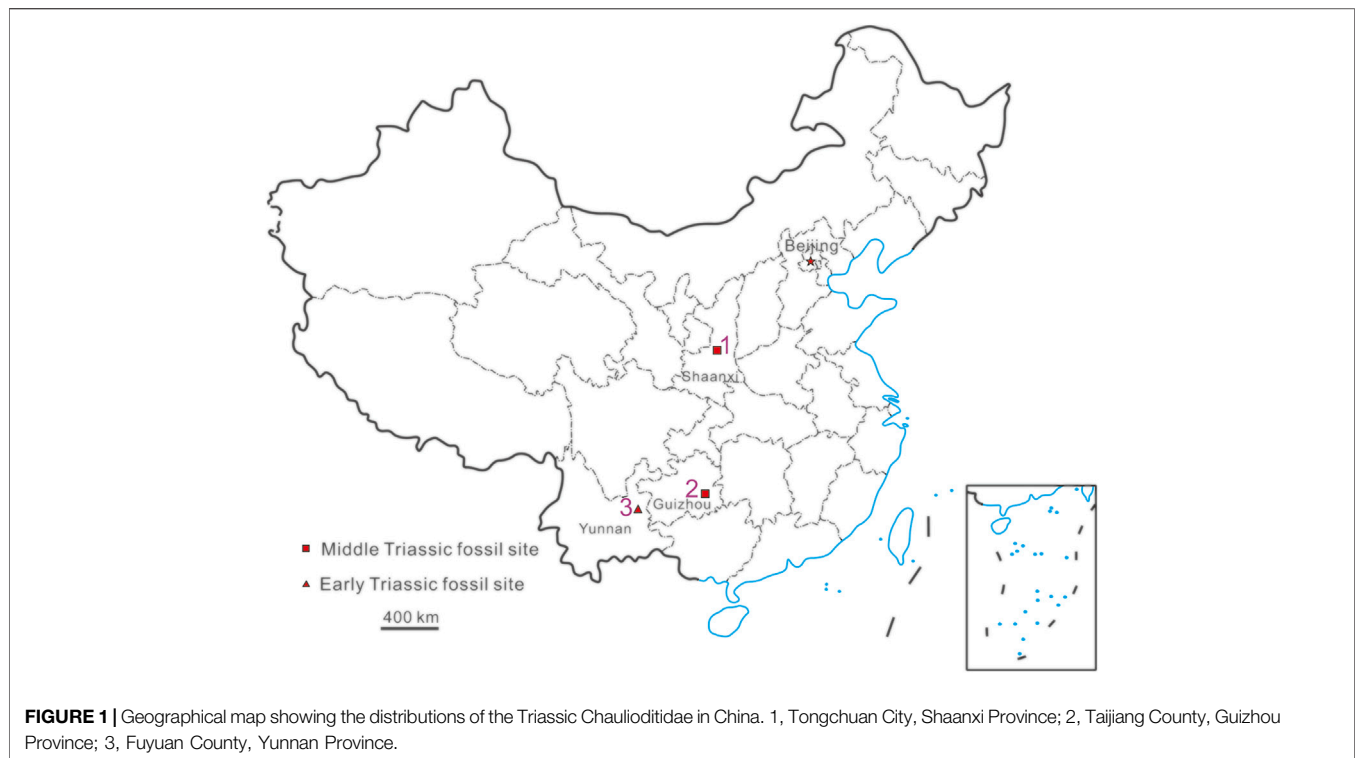 Beijing
1
Shaanxi
2
Guizhou
3
Yunnan
Middle Triassic fossil site
Early Triassic fossil site
400 km
FIGURE 1 | Geographical map showing the distributions of the Triassic Chaulioditidae in China. 1, Tongchuan City, Shaanxi Province; 2, Taijiang County, Guizhou
Province; 3, Fuyuan County, Yunnan Province.